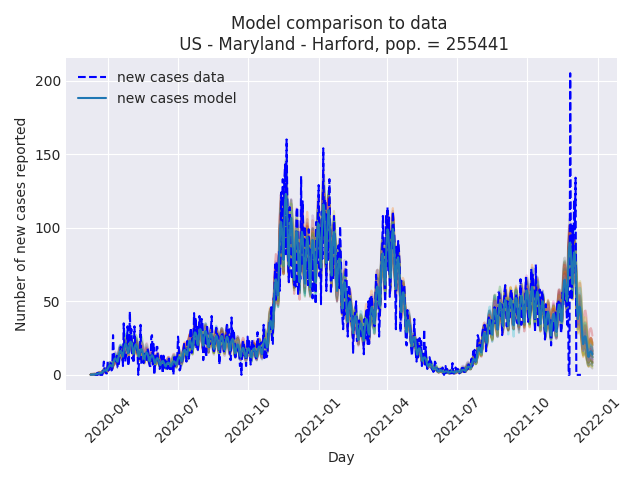 Model comparison to data
US - Maryland - Harford, pop. = 255441
new cases data
new cases model
Number of new cases reported
200
150
100
50
0
2020-04
2020-07
2020-10
2021-01
2021-04
2021-07
2021-10
2022-01
Day